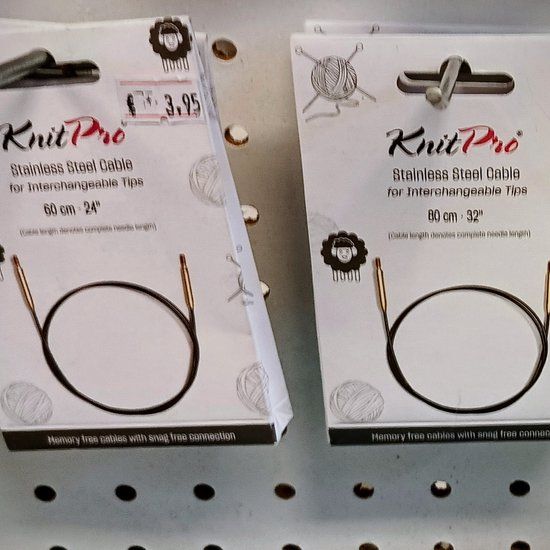 € 3.95
KnitPro
Stainless Steel Cable
for Interchangeable Tips
60 cm - 24"
(Cable length denotes complete needle length)
Memory free cables with snag free connection
KnitPro®
Stainless Steel Cable
for Interchangeable Tips
80 cm - 32"
(Cable length denotes complete needle length)
Memory free cables with snag free connection